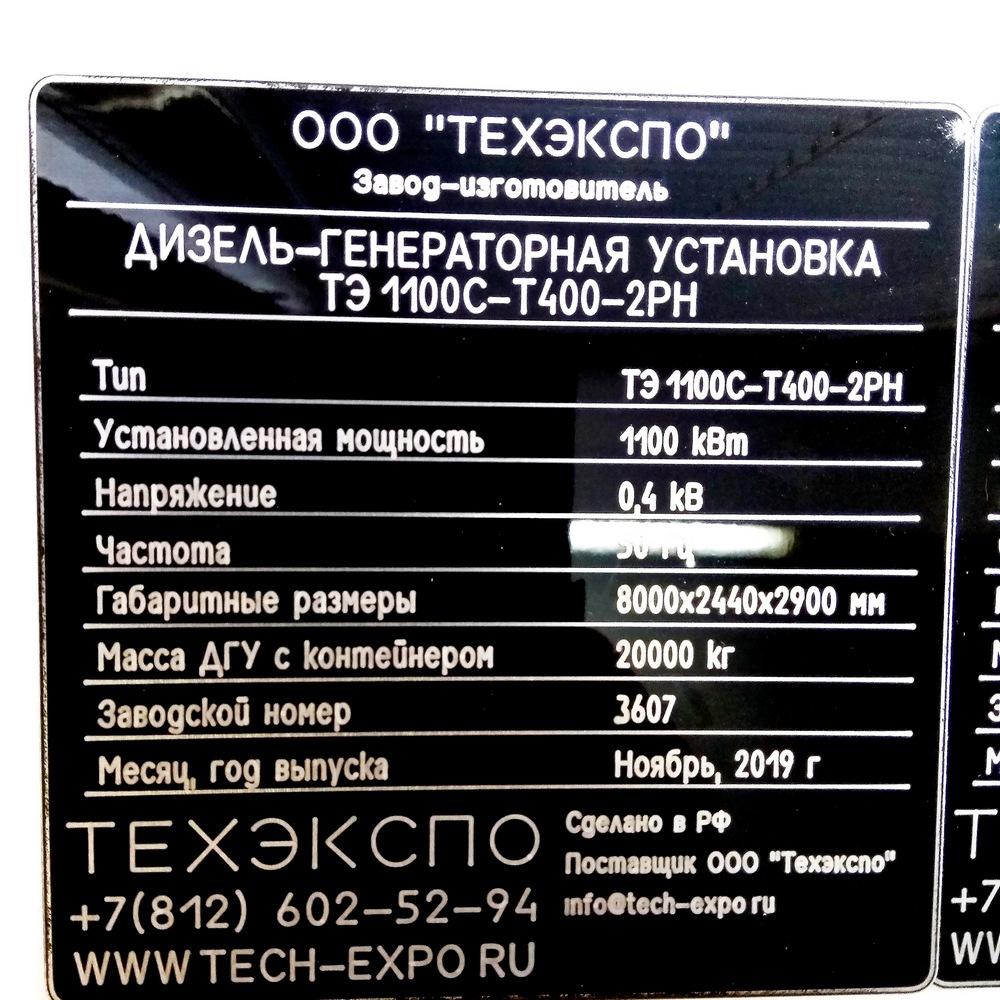 ООО "ТЕХЭКСПО"
Завод-изготовитель
ДИЗЕЛЬ-ГЕНЕРАТОРНАЯ УСТАНОВКА
ТЭ 1100С-Т400-2РН
Тип ТЭ 1100С-Т400-2РН
Установленная мощность 1100 кВт
Напряжение 0,4 кВ
Частота 50 Гц
Габаритные размеры 8000х2440х2900 мм
Масса ДГУ с контейнером 20000 кг
Заводской номер 3607
Месяц, год выпуска Ноябрь, 2019 г
ТЕХЭКСПО
+7(812) 602-52-94
WWW TECH-EXPO RU
Сделано в РФ
Поставщик ООО "Техэкспо"
info@tech-expo ru